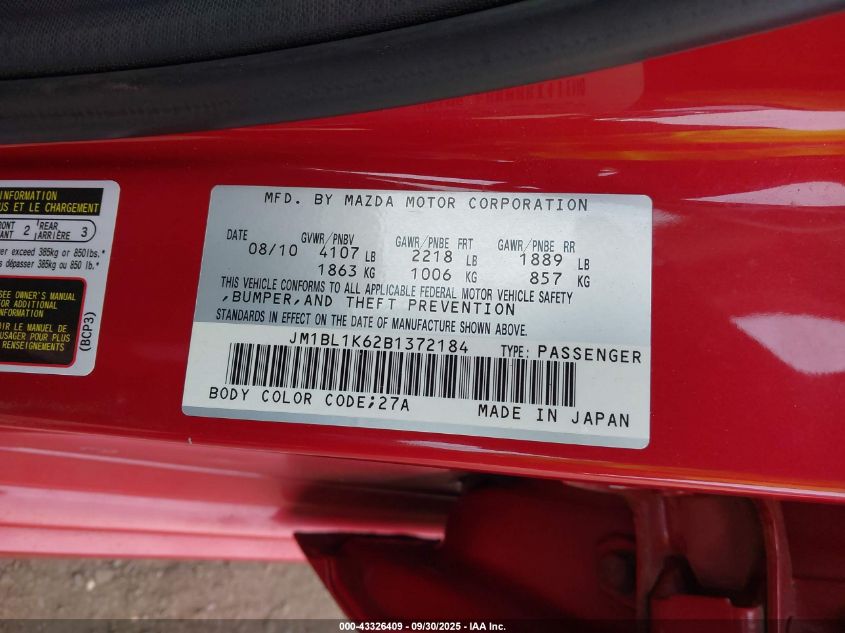 INFORMATION
US ET LE CHARGEMENT
FRONT 2 REAR 3
ANT ARRIÈRE
ver exceed 385kg or 850lbs."
is dépasser 385kg ou 850 lb."
SEE OWNER'S MANUAL
FOR ADDITIONAL
INFORMATION
IR LE MANUEL DE
USAGER POUR PLUS
RENSEIGNEMENTS
(BCP3)
MFD. BY MAZDA MOTOR CORPORATION
DATE GVWR/PNBV GAWR/PNBE FRT GAWR/PNBE RR
08/10 4107 LB 2218 LB 1889 LB
1863 KG 1006 KG 857 KG
THIS VEHICLE CONFORMS TO ALL APPLICABLE FEDERAL MOTOR VEHICLE SAFETY
,BUMPER,AND THEFT PREVENTION
STANDARDS IN EFFECT ON THE DATE OF MANUFACTURE SHOWN ABOVE.
JM1BL1K62B1372184 TYPE: PASSENGER
BODY COLOR CODE;27A MADE IN JAPAN
000-43326409 - 09/30/2025 - IAA Inc.